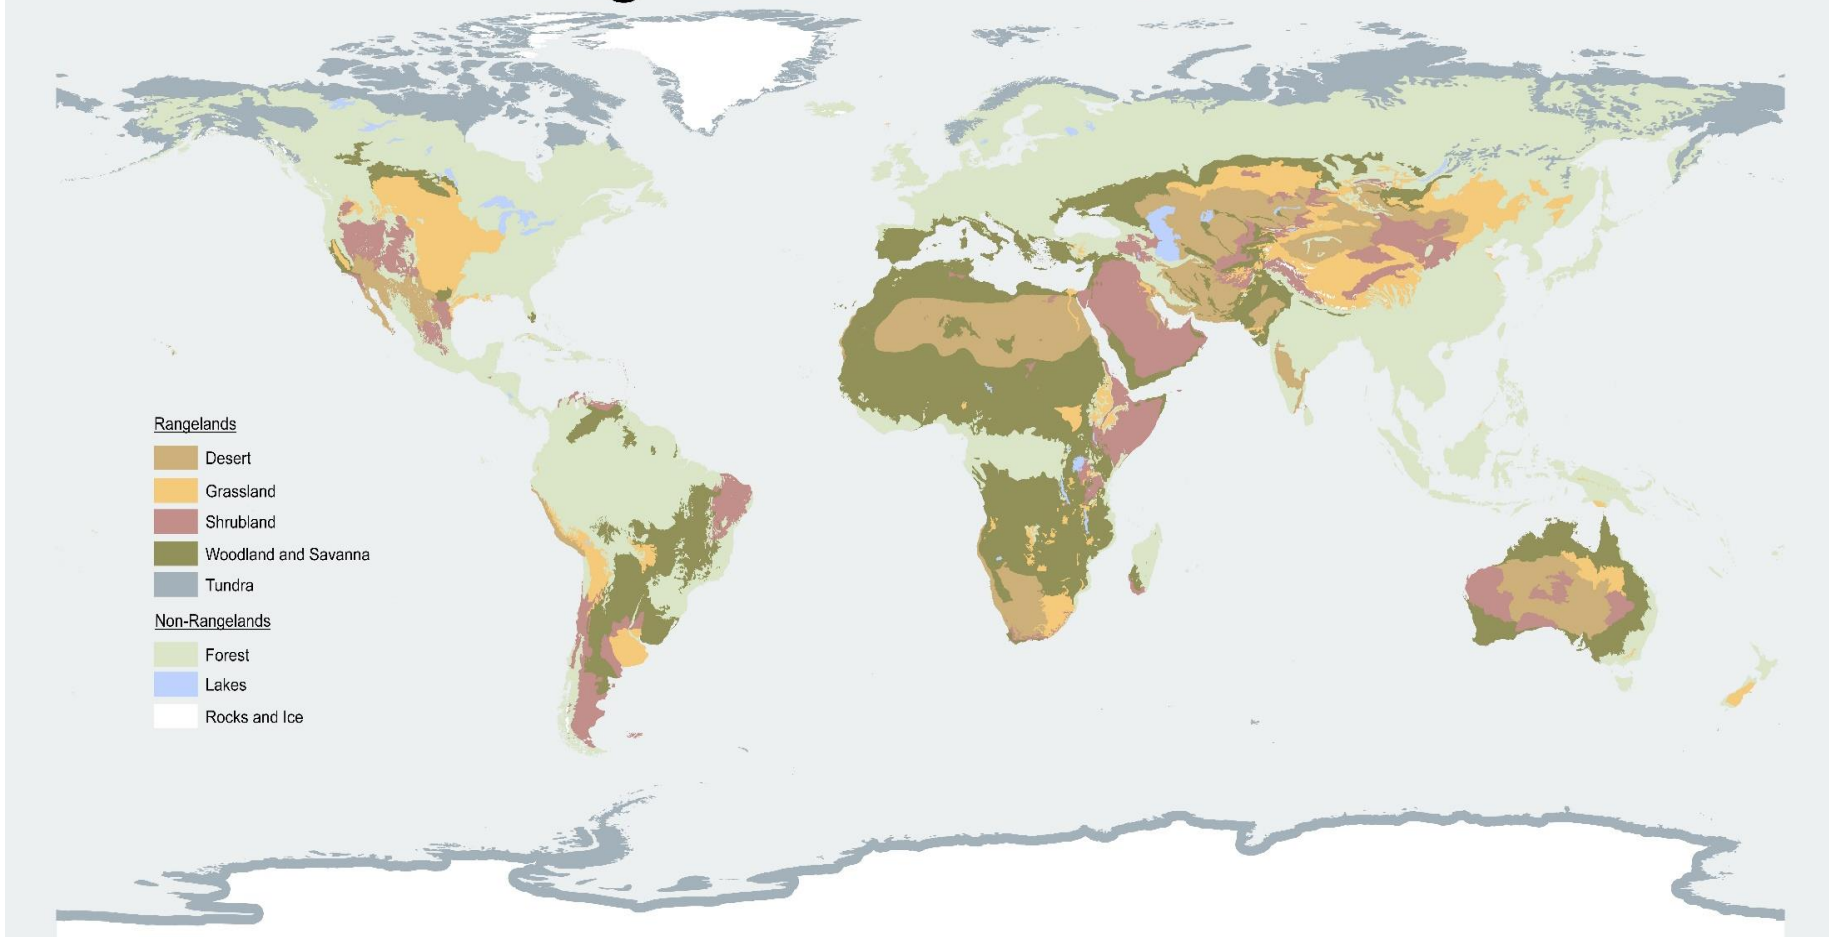 Rangelands
Desert
Grassland
Shrubland
Woodland and Savanna
Tundra
Non-Rangelands
Forest
Lakes
Rocks and Ice